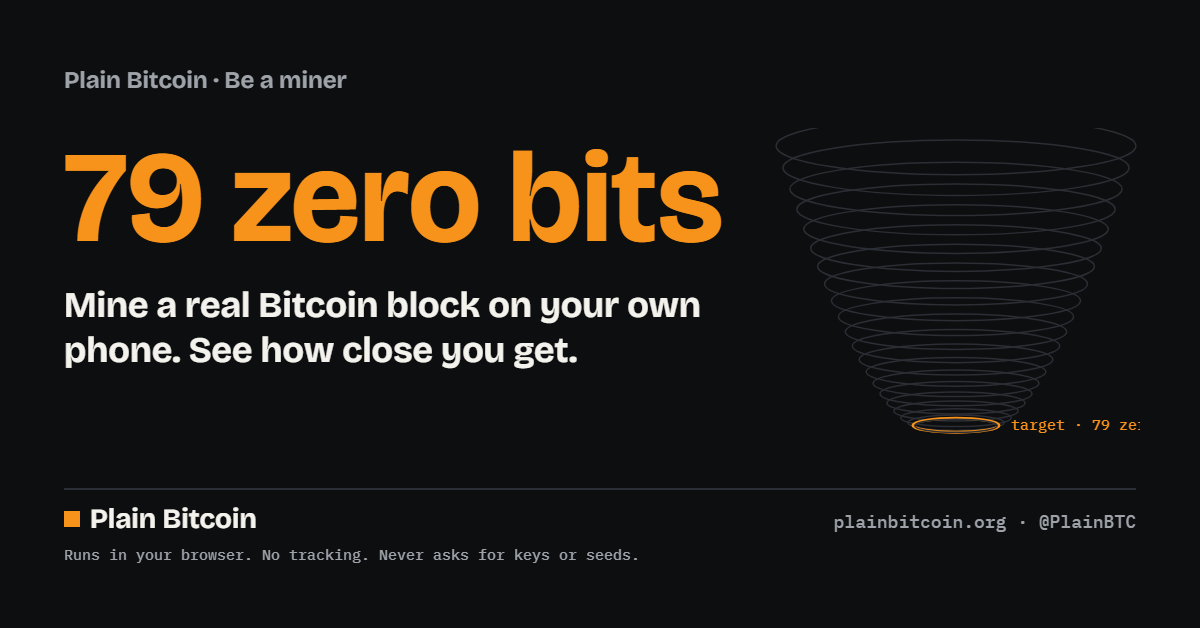 Plain Bitcoin · Be a miner
79 zero bits
Mine a real Bitcoin block on your own
phone. See how close you get.
target · 79
Plain Bitcoin
plainbitcoin.org · @PlainBTC
Runs in your browser. No tracking. Never asks for keys or seeds.